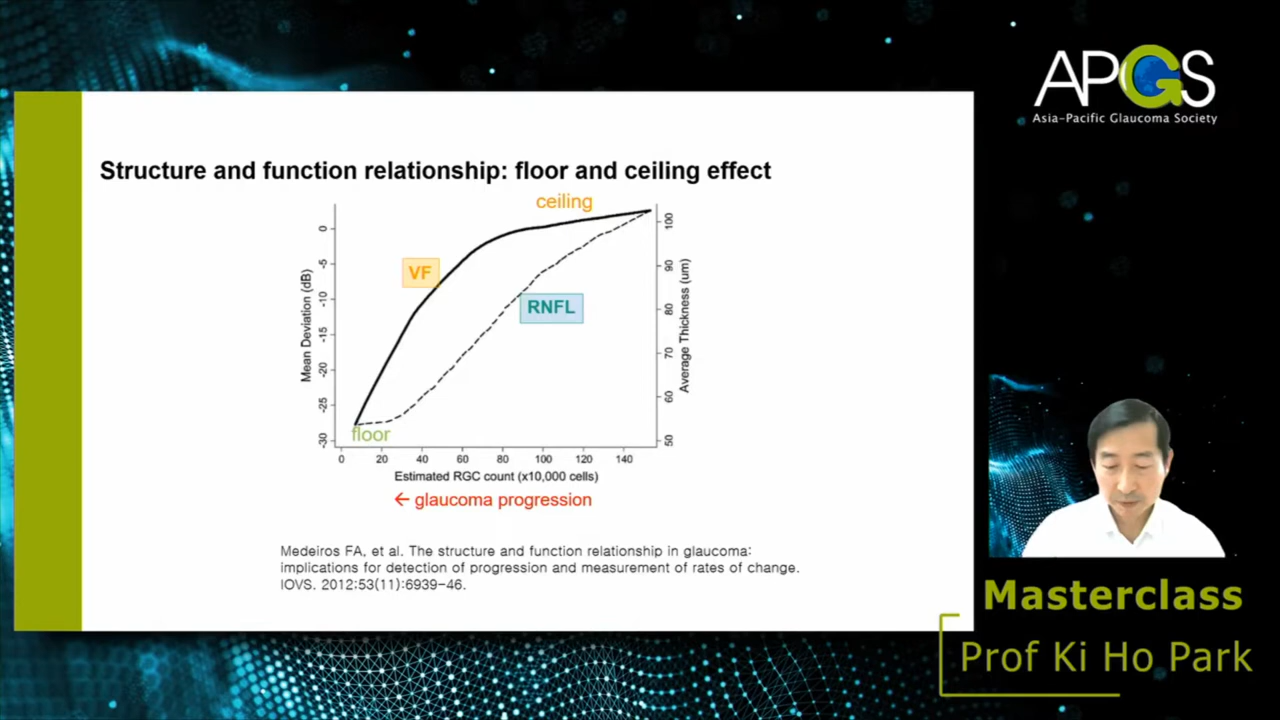 APGS
Asia-Pacific Glaucoma Society
Structure and function relationship: floor and ceiling effect
ceiling
VF
RNFL
floor
Mean Deviation (dB)
0
-5
-10
-15
-20
-25
-30
Average Thickness (um)
100
90
80
70
60
50
0 20 40 60 80 100 120 140
Estimated RGC count (x10,000 cells)
← glaucoma progression
Medeiros FA, et al. The structure and function relationship in glaucoma:
implications for detection of progression and measurement of rates of change.
IOVS. 2012;53(11):6939-46.
Masterclass
Prof Ki Ho Park